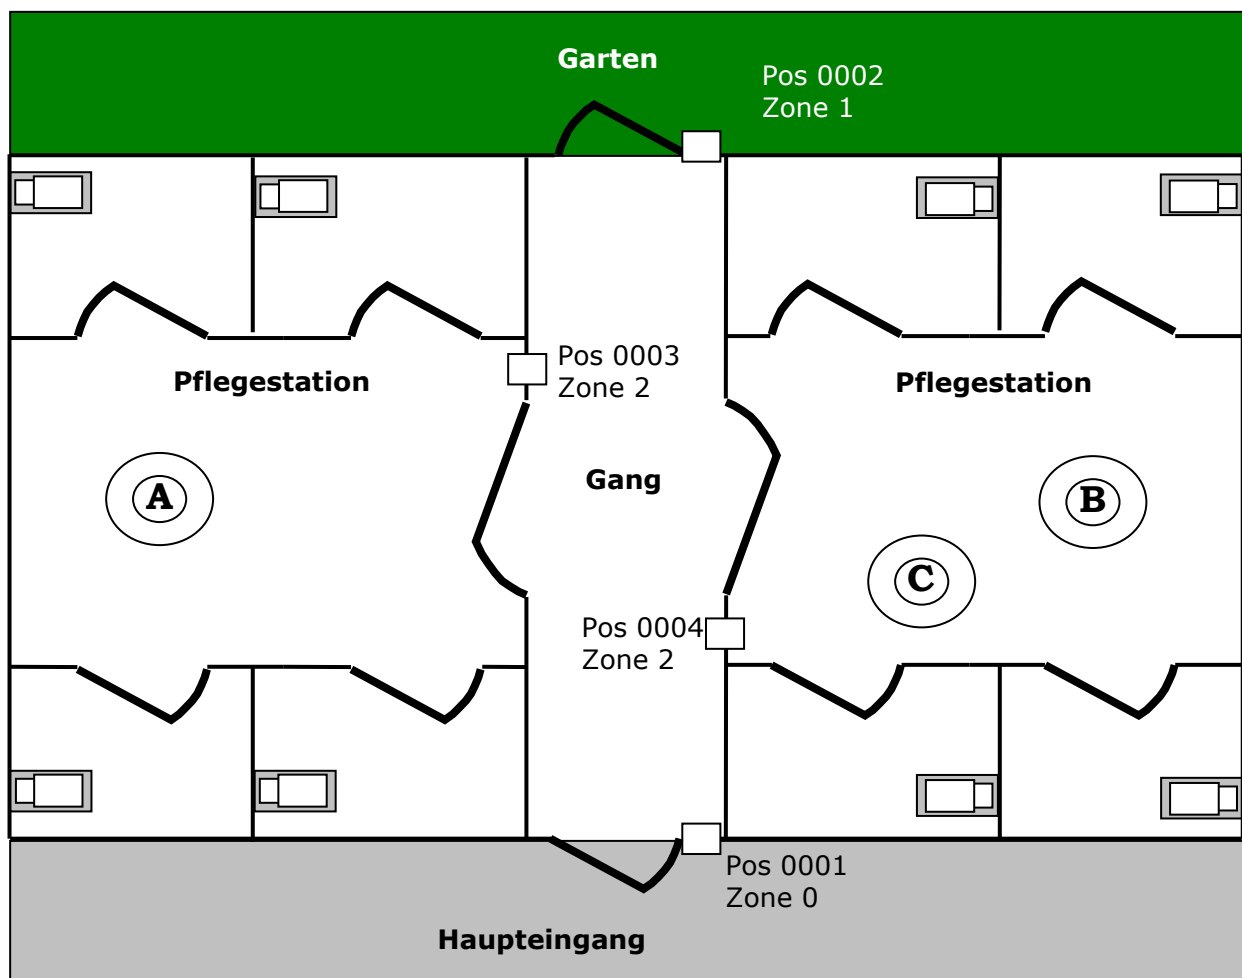 Garten
Pos 0002
Zone 1
Pos 0003
Zone 2
Pflegestation
Pflegestation
Gang
A
B
C
Pos 0004
Zone 2
Pos 0001
Zone 0
Haupteingang